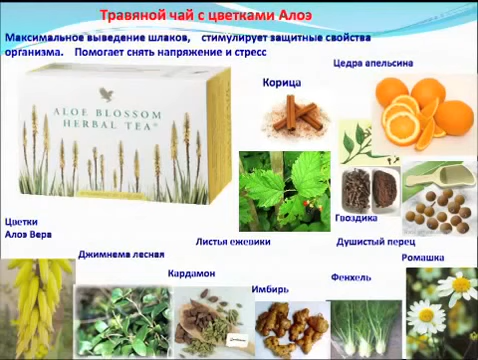 Травяной чай с цветками Алоэ
Максимальное выведение шлаков, стимулирует защитные свойства
организма. Помогает снять напряжение и стресс
Цедра апельсина
Корица
ALOE BLOSSOM
HERBAL TEA®
Гвоздика
Цветки
Алоэ Вера
Листья ежевики
Душистый перец
Джимнема лесная
Ромашка
Кардамон
Фенхель
Имбирь